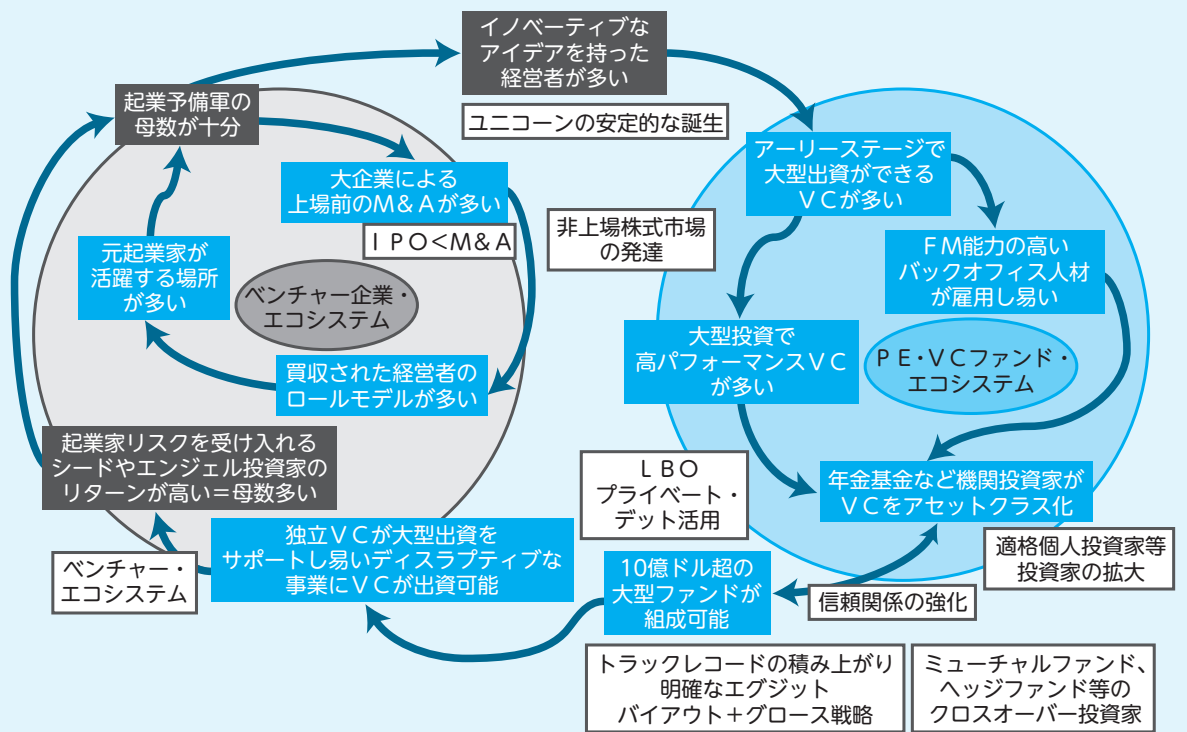 イノベーティブな
アイデアを持った
経営者が多い
起業予備軍の
母数が十分
ユニコーンの安定的な誕生
アーリーステージで
大型出資ができる
ＶＣが多い
大企業による
上場前のＭ＆Ａが多い
ＩＰＯ<Ｍ＆Ａ
非上場株式市場
の発達
元起業家が
活躍する場所
が多い
ＦＭ能力の高い
バックオフィス人材
が雇用し易い
ベンチャー企業・
エコシステム
大型投資で
高パフォーマンスＶＣ
が多い
ＰＥ・ＶＣファンド・
エコシステム
買収された経営者の
ロールモデルが多い
起業家リスクを受け入れる
シードやエンジェル投資家の
リターンが高い＝母数多い
ＬＢＯ
プライベート・
デット活用
年金基金など機関投資家が
ＶＣをアセットクラス化
独立ＶＣが大型出資を
サポートし易いディスラプティブな
事業にＶＣが出資可能
ベンチャー・
エコシステム
10億ドル超の
大型ファンドが
組成可能
適格個人投資家等
投資家の拡大
信頼関係の強化
トラックレコードの積み上がり
明確なエグジット
バイアウト＋グロース戦略
ミューチャルファンド、
ヘッジファンド等の
クロスオーバー投資家